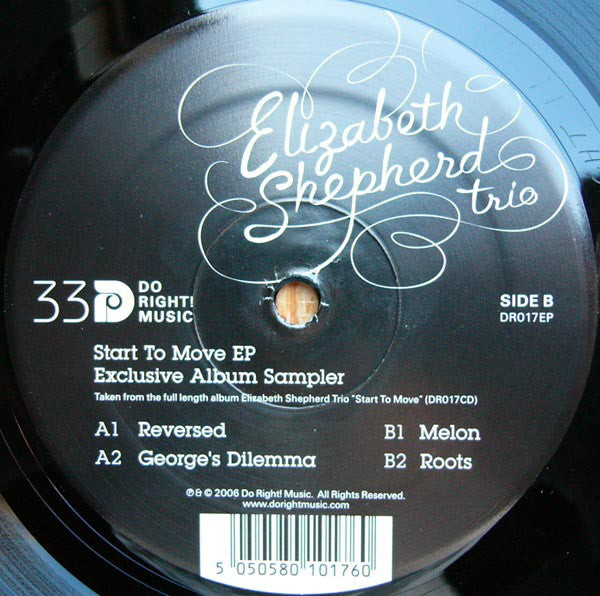 Elizabeth
Shepherd
trio
33 DO
RIGHT!
MUSIC
SIDE B
DR017EP
Start To Move EP
Exclusive Album Sampler
Taken from the full length album Elizabeth Shepherd Trio "Start To Move" (DR017CD)
A1 Reversed
B1 Melon
A2 George's Dilemma
B2 Roots
℗ & © 2006 Do Right! Music. All Rights Reserved.
www.dorightmusic.com
5 050580 101760